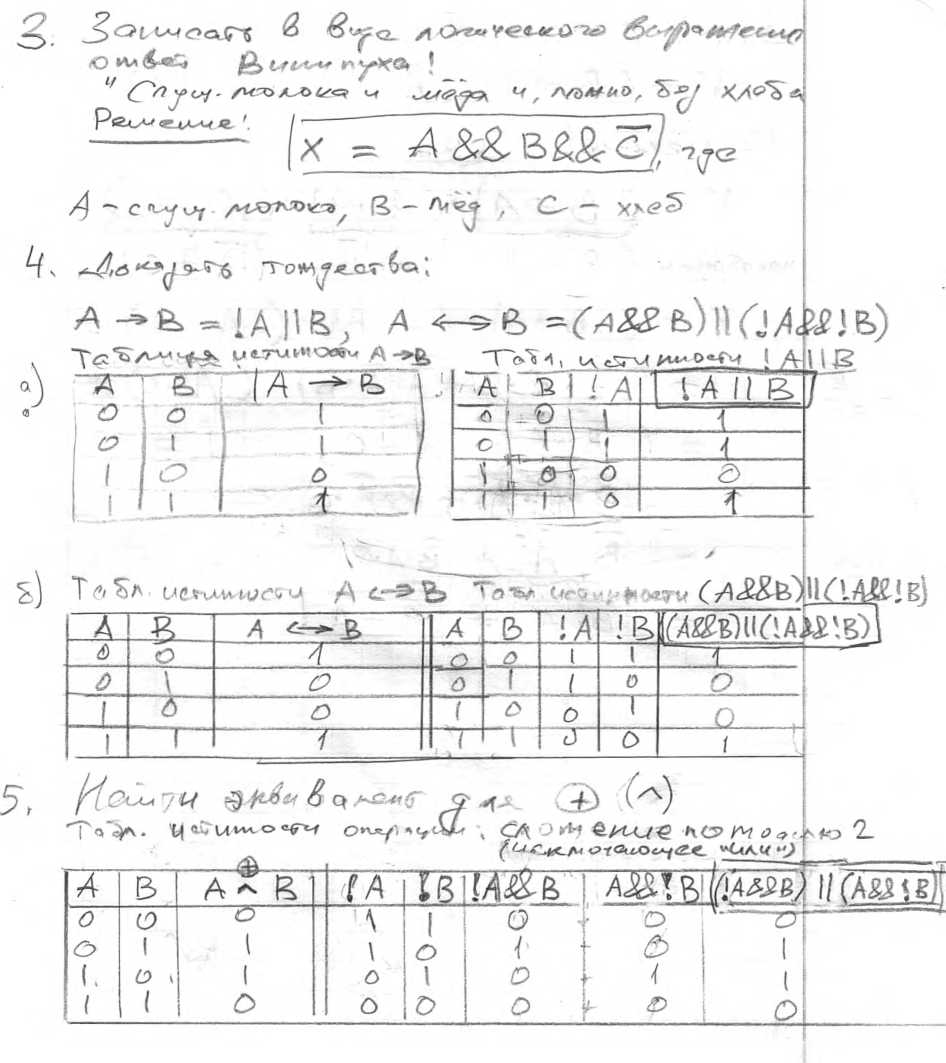 3. Записать в виде логического выражения
ответ Винипуха!
"Сгущ. молока и мёда и, можно, без хлеба
Решение:
X = A && B && C̅, где
A – сгущ. молоко, B – мёд, C – хлеб
4. Доказать тождества:
A → B = !A || B, A ⟷ B = (A && B) || (!A && !B)
Таблица истинности A→B Табл. истинности !A || B
а) A B A → B A B !A !A || B
0 0 1 0 0 1 1
0 1 1 0 1 1 1
1 0 0 1 0 0 0
1 1 1 1 1 0 1
б) Табл. истинности A ⟷ B Табл. истинности (A&&B)||(!A&&!B)
A B A ⟷ B A B !A !B (A&&B)||(!A&&!B)
0 0 1 0 0 1 1 1
0 1 0 0 1 1 0 0
1 0 0 1 0 0 1 0
1 1 1 1 1 0 0 1
5. Найти эквивалент для ⊕ (^)
Табл. истиности операции: сложение по модулю 2
(исключающее "или")
⊕
A B A ^ B !A !B !A&&B A&&!B (!A&&B) || (A&&!B)
0 0 0 1 1 0 0 0
0 1 1 1 0 1 0 1
1 0 1 0 1 0 1 1
1 1 0 0 0 0 0 0